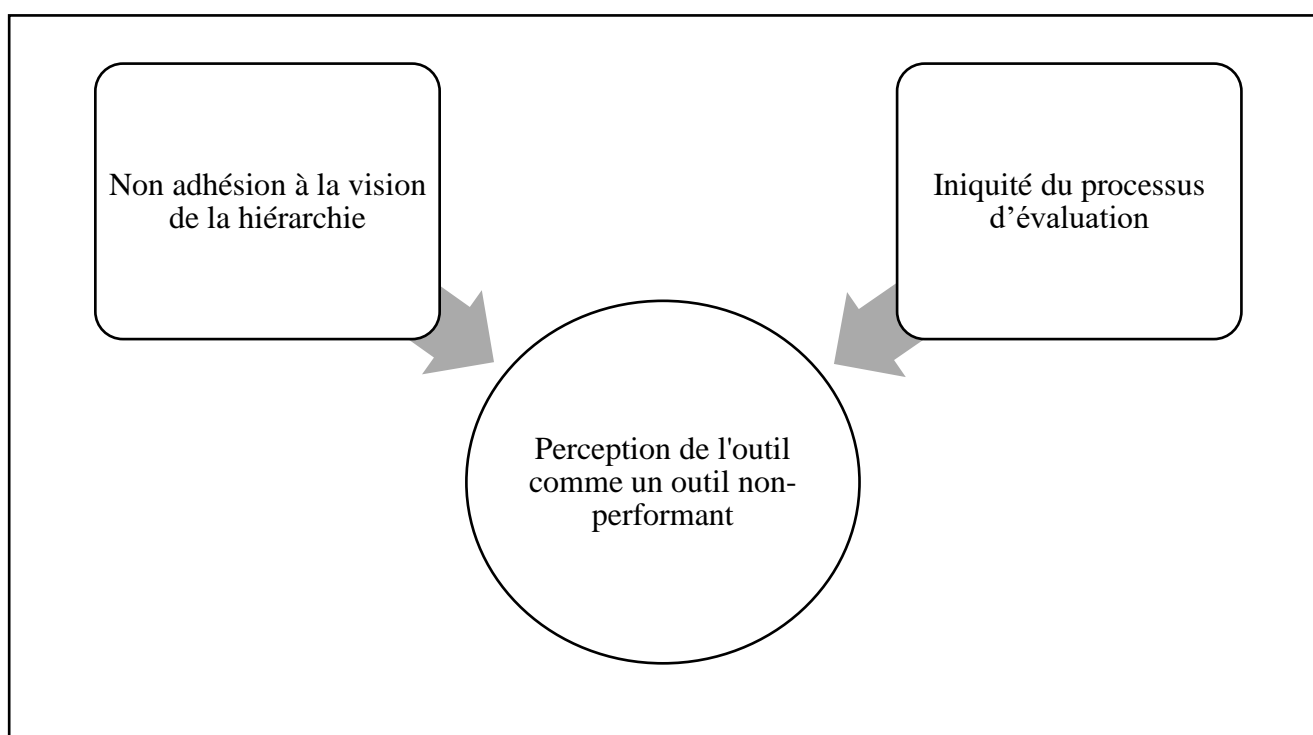 Non adhésion à la vision
de la hiérarchie
Iniquité du processus
d’évaluation
Perception de l'outil
comme un outil non-
performant